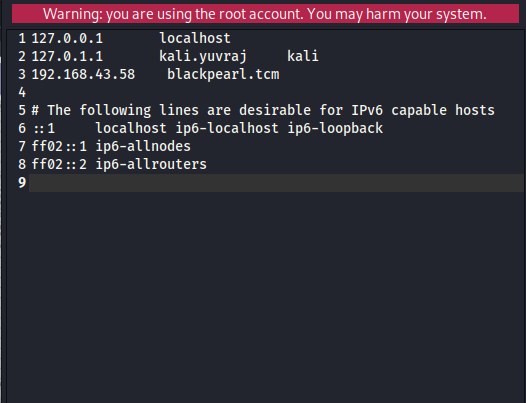 Warning: you are using the root account. You may harm your system.
1 127.0.0.1 localhost
2 127.0.1.1 kali.yuvraj kali
3 192.168.43.58 blackpearl.tcm
4
5 # The following lines are desirable for IPv6 capable hosts
6 ::1 localhost ip6-localhost ip6-loopback
7 ff02::1 ip6-allnodes
8 ff02::2 ip6-allrouters
9